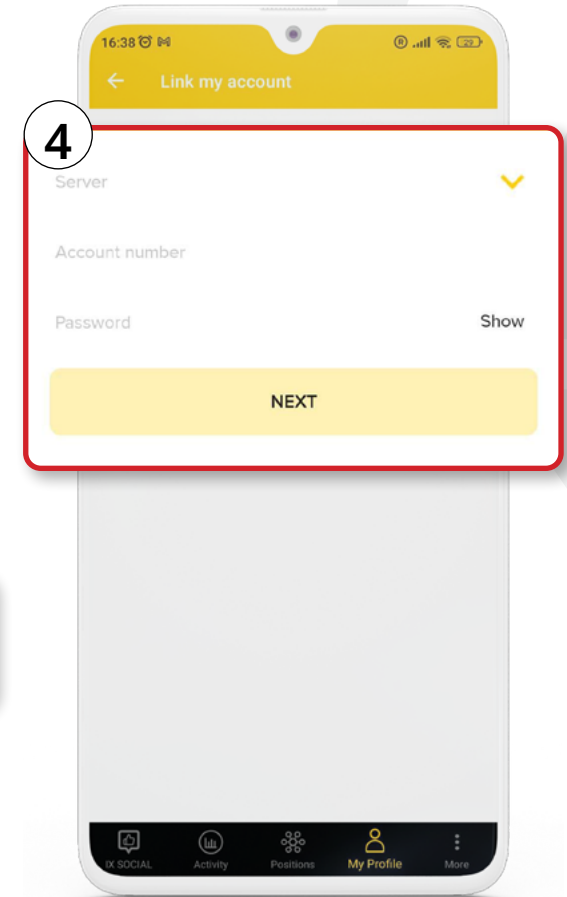 16:38
29
Link my account
4
Server
Account number
Password Show
NEXT
IX SOCIAL Activity Positions My Profile More